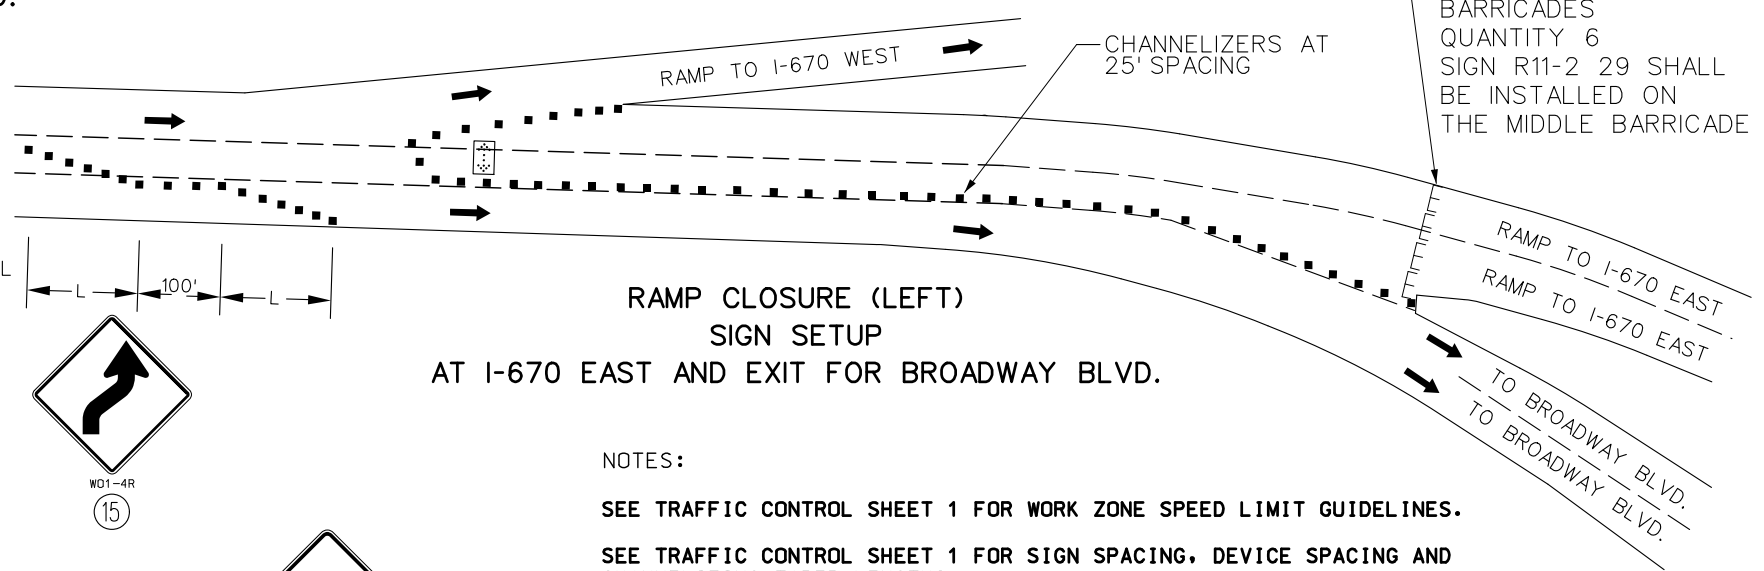 RAMP TO I-670 WEST
CHANNELIZERS AT
25' SPACING
BARRICADES
QUANTITY 6
SIGN R11-2 29 SHALL
BE INSTALLED ON
THE MIDDLE BARRICADE
RAMP TO I-670 EAST
RAMP TO I-670 EAST
L
L
100'
L
RAMP CLOSURE (LEFT)
SIGN SETUP
AT I-670 EAST AND EXIT FOR BROADWAY BLVD.
TO BROADWAY BLVD.
TO BROADWAY BLVD.
WO1-4R
15
NOTES:
SEE TRAFFIC CONTROL SHEET 1 FOR WORK ZONE SPEED LIMIT GUIDELINES.
SEE TRAFFIC CONTROL SHEET 1 FOR SIGN SPACING, DEVICE SPACING AND